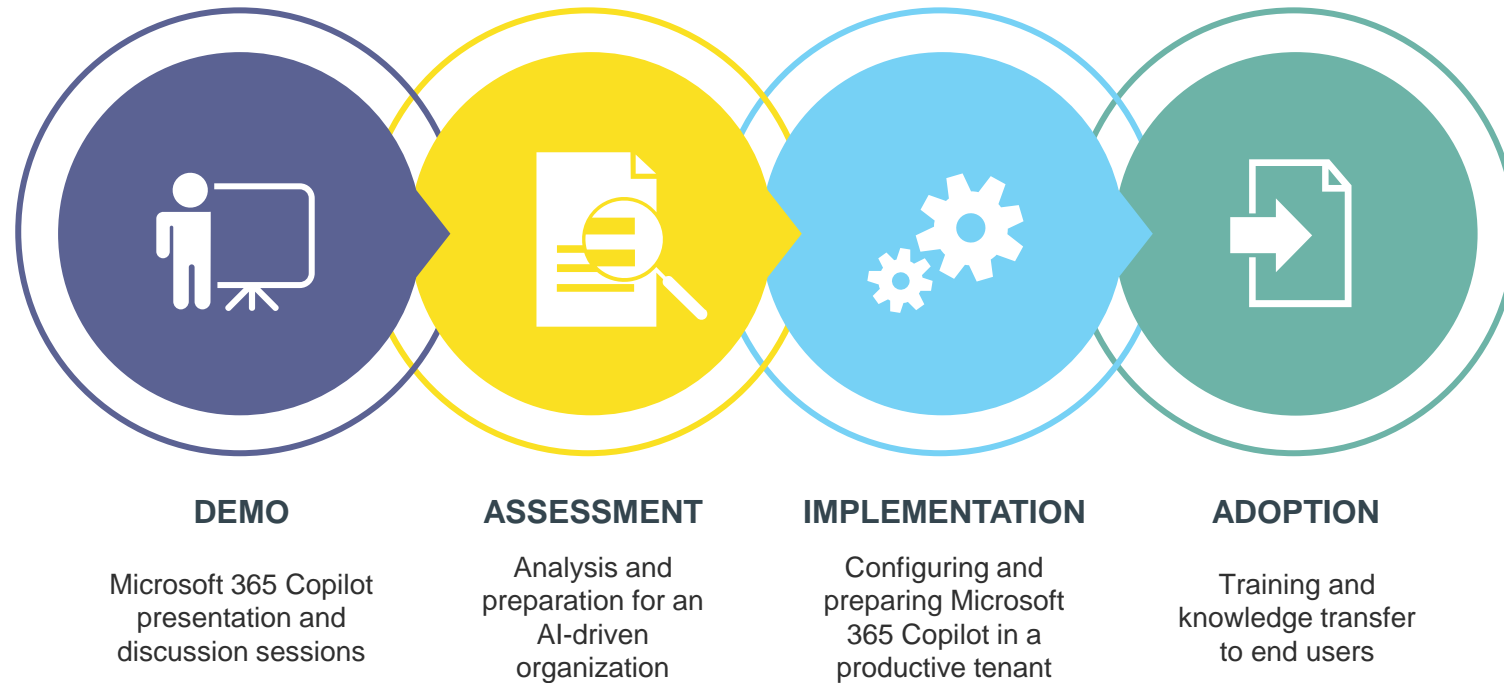 DEMO
Microsoft 365 Copilot
presentation and
discussion sessions
ASSESSMENT
Analysis and
preparation for an
AI-driven
organization
IMPLEMENTATION
Configuring and
preparing Microsoft
365 Copilot in a
productive tenant
ADOPTION
Training and
knowledge transfer
to end users